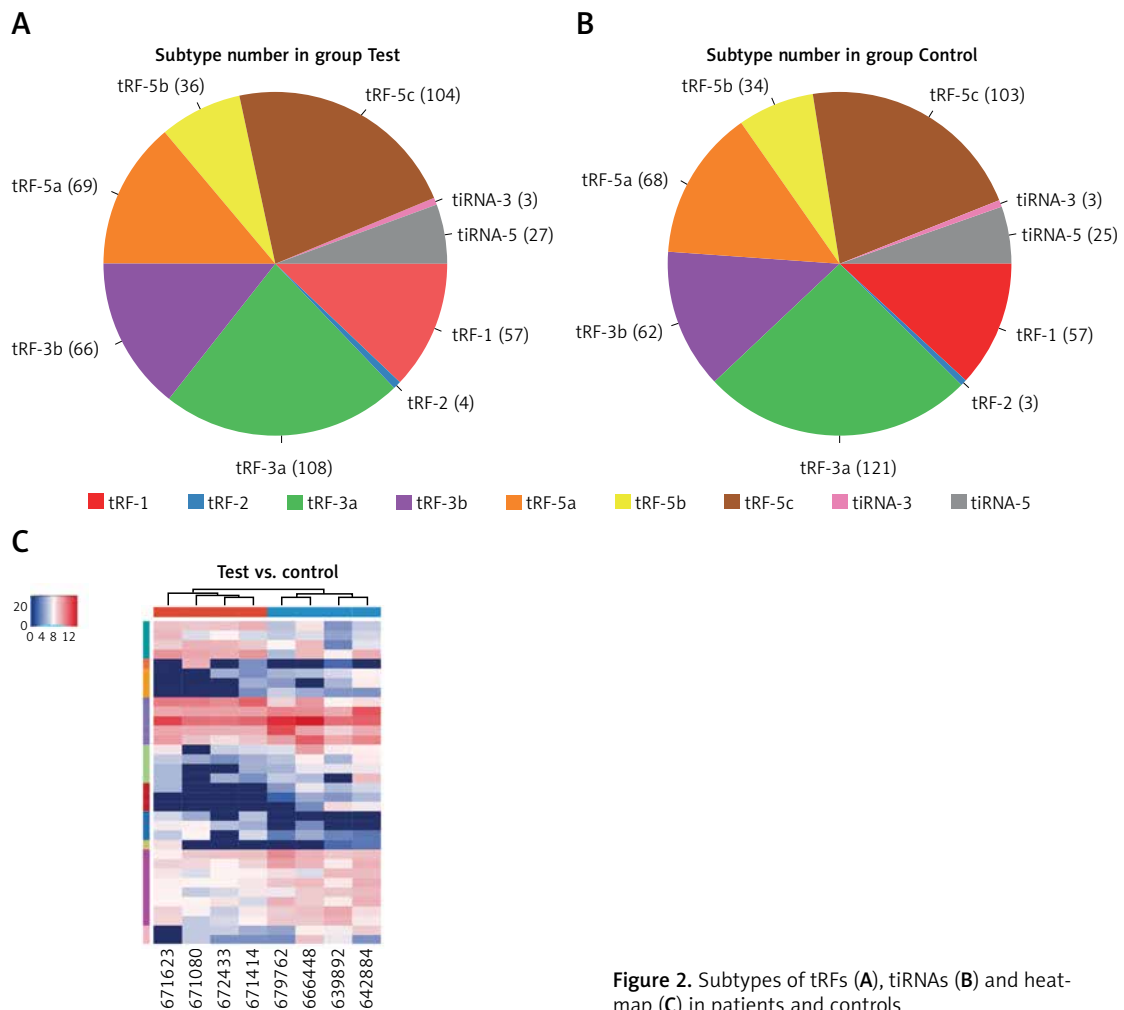 A
Subtype number in group Test
tRF-5b (36)
tRF-5c (104)
tRF-5a (69)
tiRNA-3 (3)
tiRNA-5 (27)
tRF-3b (66)
tRF-1 (57)
tRF-2 (4)
tRF-3a (108)
B
Subtype number in group Control
tRF-5b (34)
tRF-5c (103)
tRF-5a (68)
tiRNA-3 (3)
tiRNA-5 (25)
tRF-3b (62)
tRF-1 (57)
tRF-2 (3)
tRF-3a (121)
tRF-1 tRF-2 tRF-3a tRF-3b tRF-5a tRF-5b tRF-5c tiRNA-3 tiRNA-5
C
Test vs. control
20
0
0 4 8 12
671623 671080 672433 671414 679762 666448 639892 642884
Figure 2. Subtypes of tRFs (A), tiRNAs (B) and heat-
map (C) in patients and controls